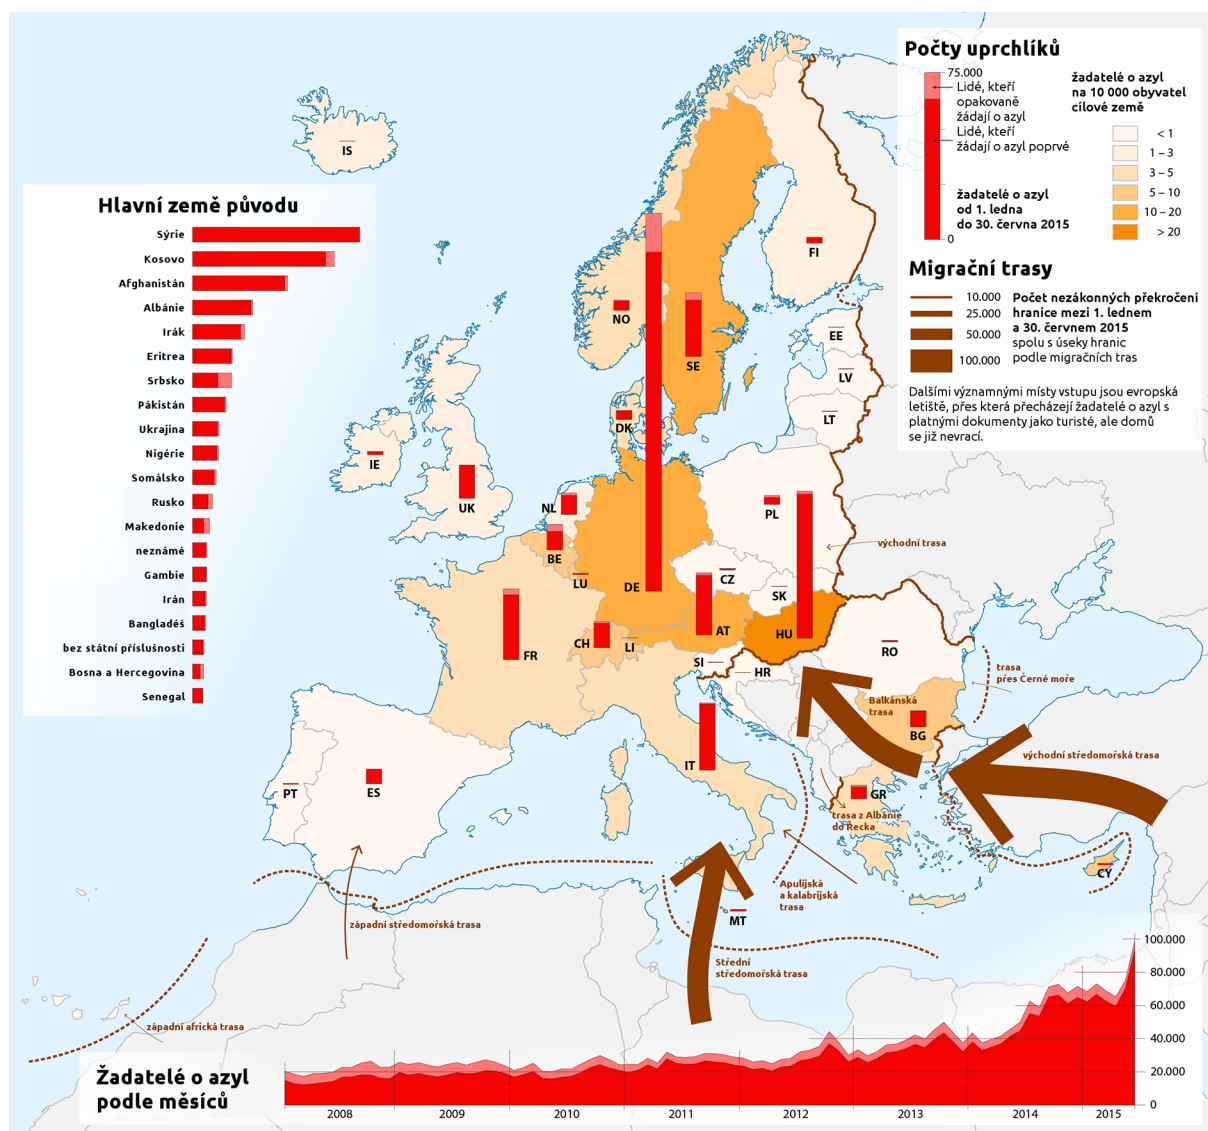 Počty uprchlíků
75.000
Lidé, kteří
opakovaně
žádají o azyl
Lidé, kteří
žádají o azyl poprvé
žadatelé o azyl
od 1. ledna
do 30. června 2015
0
žadatelé o azyl
na 10 000 obyvatel
cílové země
< 1
1 – 3
3 – 5
5 – 10
10 – 20
> 20
Migrační trasy
10.000
25.000
50.000
100.000
Počet nezákonných překročení
hranice mezi 1. lednem
a 30. červnem 2015
spolu s úseky hranic
podle migračních tras
Dalšími významnými místy vstupu jsou evropská
letiště, přes která přecházejí žadatelé o azyl s
platnými dokumenty jako turisté, ale domů
se již nevrací.
Hlavní země původu
Sýrie
Kosovo
Afghanistán
Albánie
Irák
Eritrea
Srbsko
Pákistán
Ukrajina
Nigérie
Somálsko
Rusko
Makedonie
neznámé
Gambie
Irán
Bangladéš
bez státní příslušnosti
Bosna a Hercegovina
Senegal
IS
FI
NO
SE
EE
LV
LT
DK
IE
UK
NL
PL
BE
LU
DE
CZ
SK
východní trasa
FR
CH
LI
AT
HU
SI
HR
RO
trasa
přes Černé moře
Balkánská
trasa
BG
IT
východní středomořská trasa
PT
ES
GR
trasa z Albánie
do Řecka
CY
Apulijská
a kalabrijská
trasa
MT
západní středomořská trasa
Střední
středomořská trasa
západní africká trasa
Žadatelé o azyl
podle měsíců
100.000
80.000
60.000
40.000
20.000
0
2008
2009
2010
2011
2012
2013
2014
2015